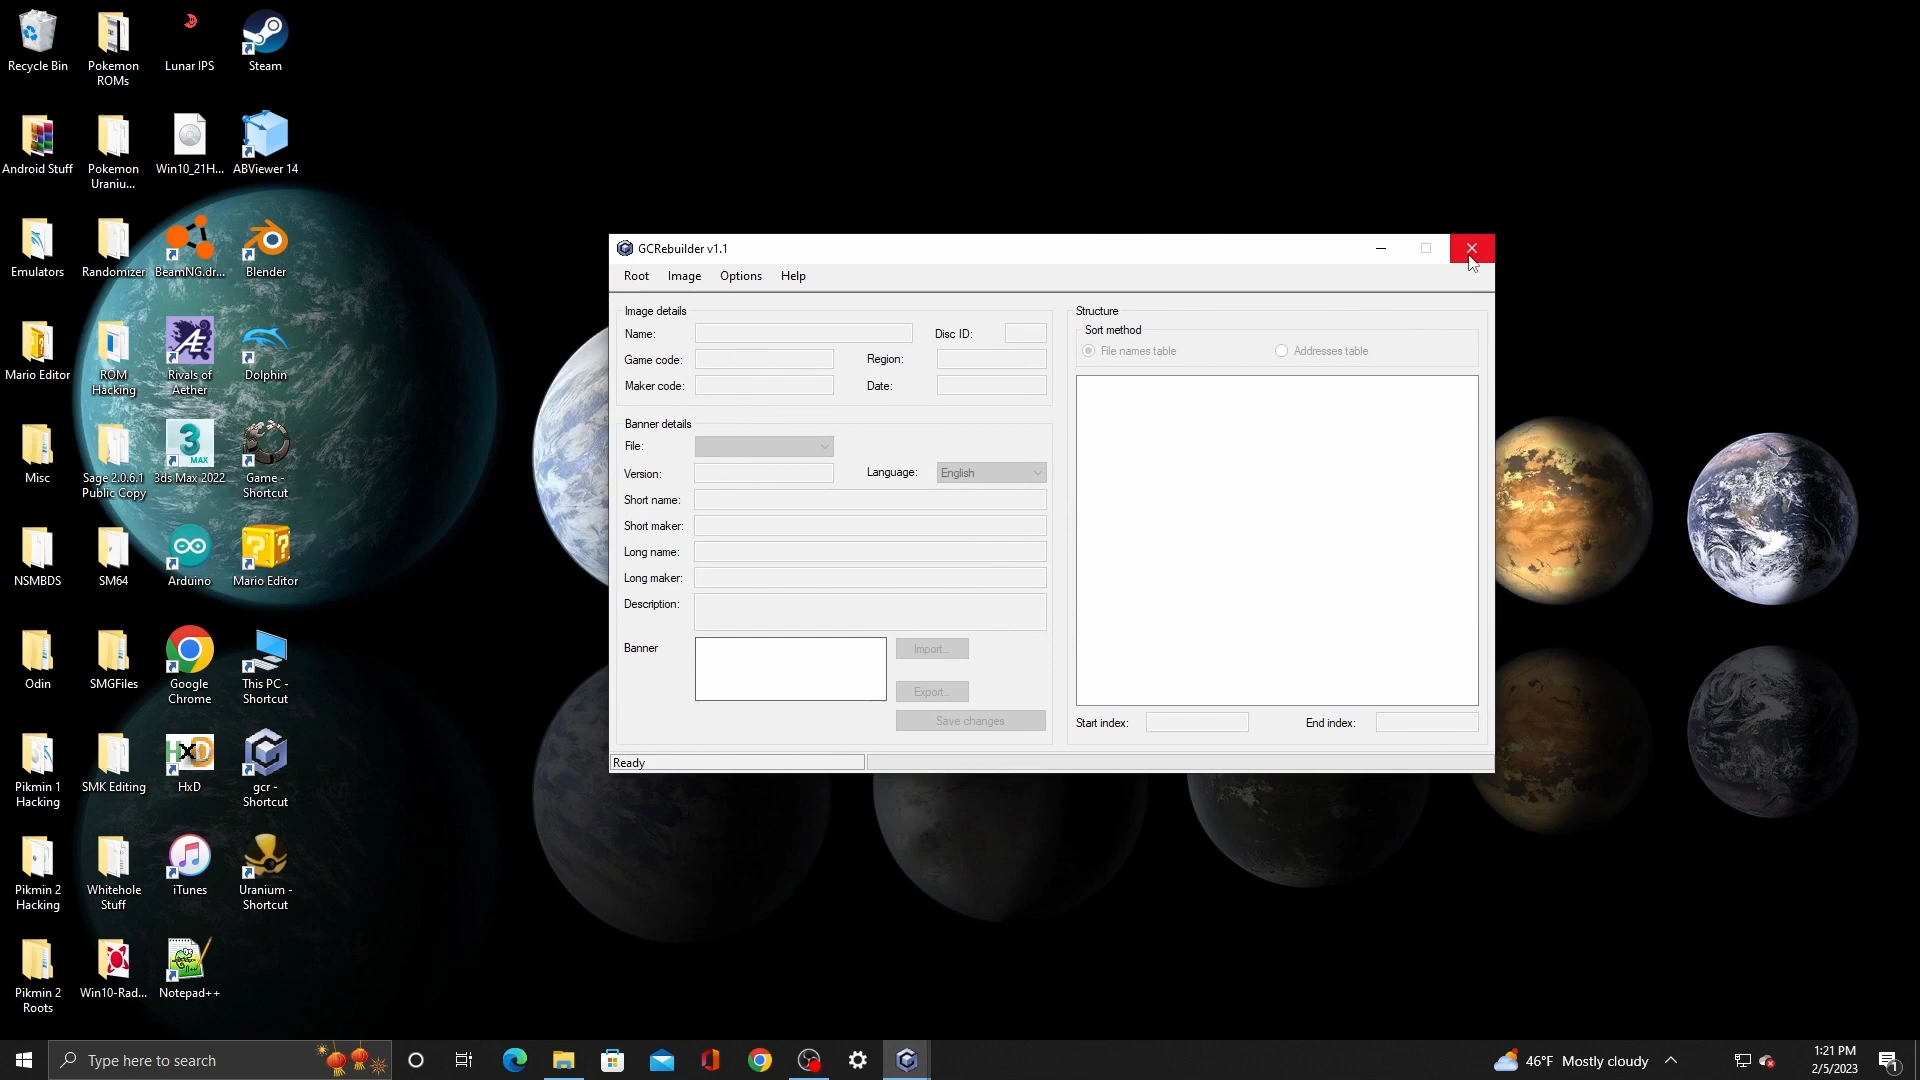 Recycle Bin
Pokemon
ROMs
Lunar IPS
Steam
Android Stuff
Pokemon
Uraniu...
Win10_21H...
ABViewer 14
Emulators
Randomizer
BeamNG.dr...
Blender
Mario Editor
ROM
Hacking
Rivals of
Aether
Dolphin
Misc
Sage 2.0.6.1
Public Copy
3
MAX
3ds Max 2022
Game -
Shortcut
NSMBDS
SM64
Arduino
Mario Editor
Odin
SMGFiles
Google
Chrome
This PC -
Shortcut
Pikmin 1
Hacking
SMK Editing
HxD
HxD
gcr -
Shortcut
Pikmin 2
Hacking
Whitehole
Stuff
iTunes
Uranium -
Shortcut
Pikmin 2
Roots
Win10-Rad...
Notepad++
GCRebuilder v1.1
Root Image Options Help
Image details
Name:
Disc ID:
Game code:
Region:
Maker code:
Date:
Banner details
File:
Version:
Language:
English
Short name:
Short maker:
Long name:
Long maker:
Description:
Banner
Import...
Export...
Save changes
Structure
Sort method
File names table
Addresses table
Start index:
End index:
Ready
Type here to search
46°F Mostly cloudy
1:21 PM
2/5/2023
1